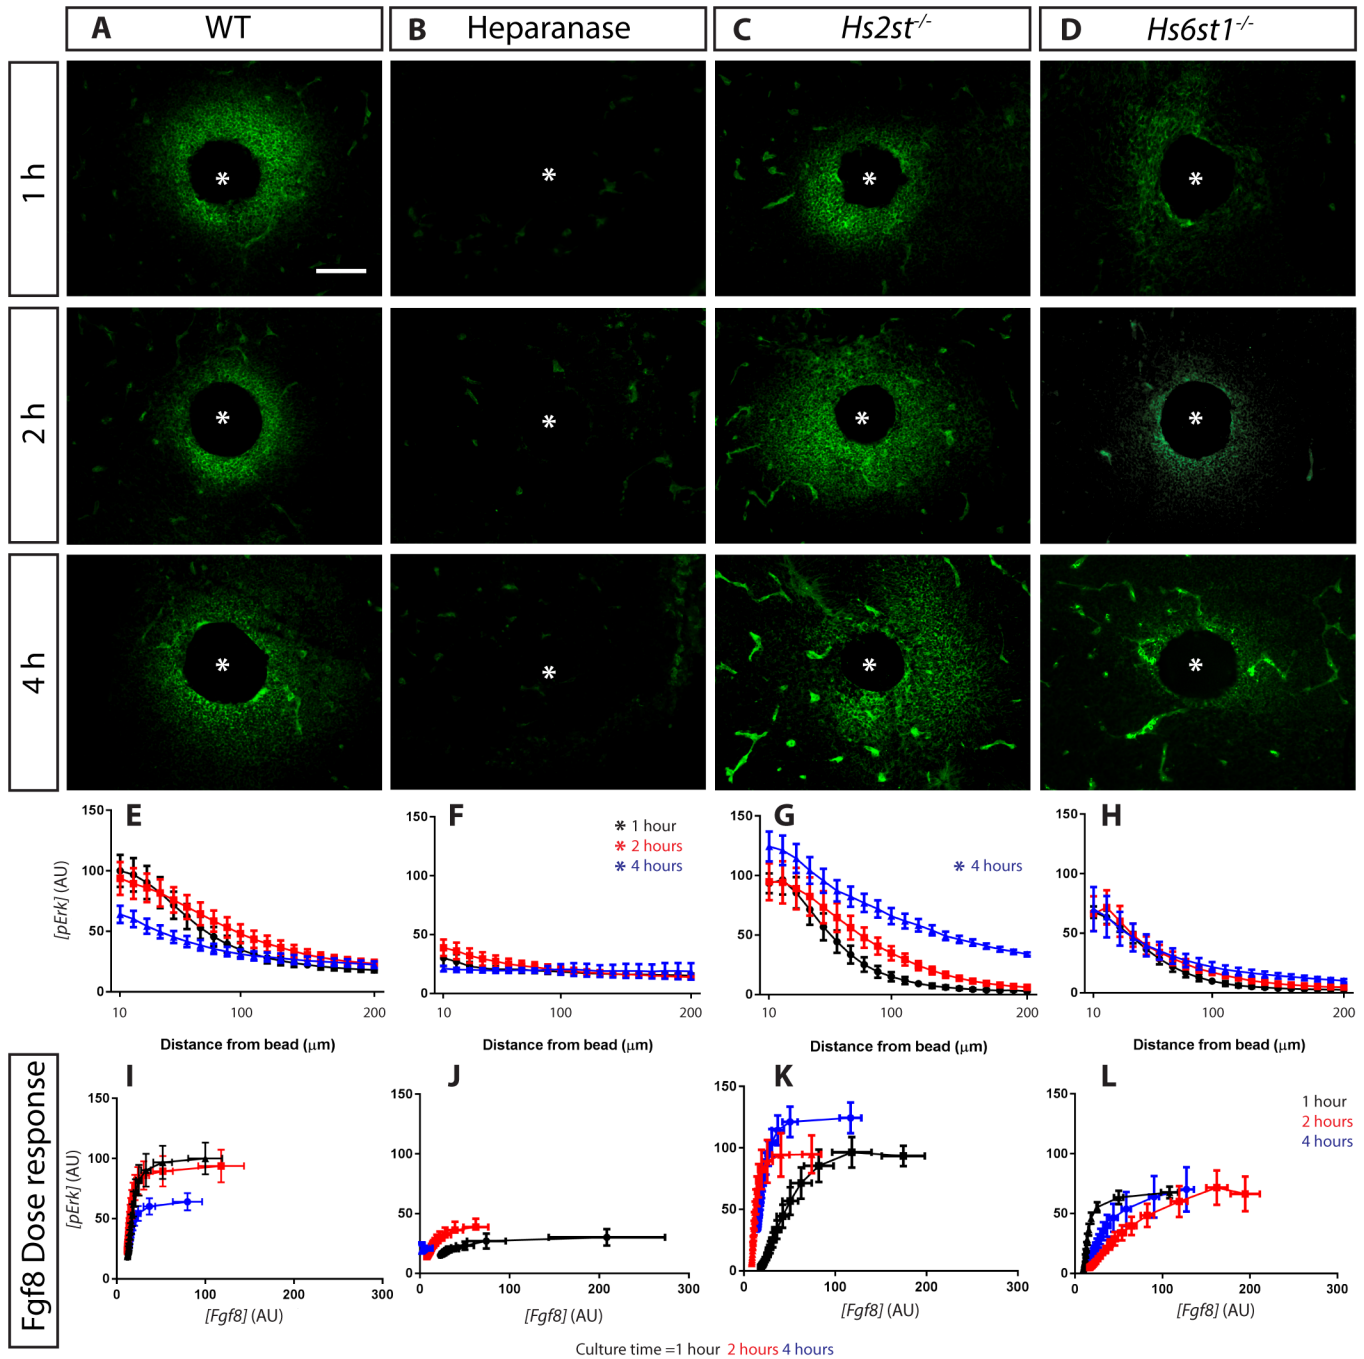 A WT
B Heparanase
C Hs2st-/-
D Hs6st1-/-
1 h
* * * *
2 h
* * * *
4 h
* * * *
E
150
100
50
0
10 100 200
[pErk] (AU)
Distance from bead (μm)
F
* 1 hour
* 2 hours
* 4 hours
150
100
50
0
10 100 200
Distance from bead (μm)
G
* 4 hours
150
100
50
0
10 100 200
Distance from bead (μm)
H
150
100
50
0
10 100 200
Distance from bead (μm)
Fgf8 Dose response
I
150
100
50
0
0 100 200 300
[pErk] (AU)
[Fgf8] (AU)
J
150
100
50
0
0 100 200 300
[Fgf8] (AU)
K
150
100
50
0
0 100 200 300
[Fgf8] (AU)
L
1 hour
2 hours
4 hours
150
100
50
0
0 100 200 300
[Fgf8] (AU)
Culture time =1 hour 2 hours 4 hours